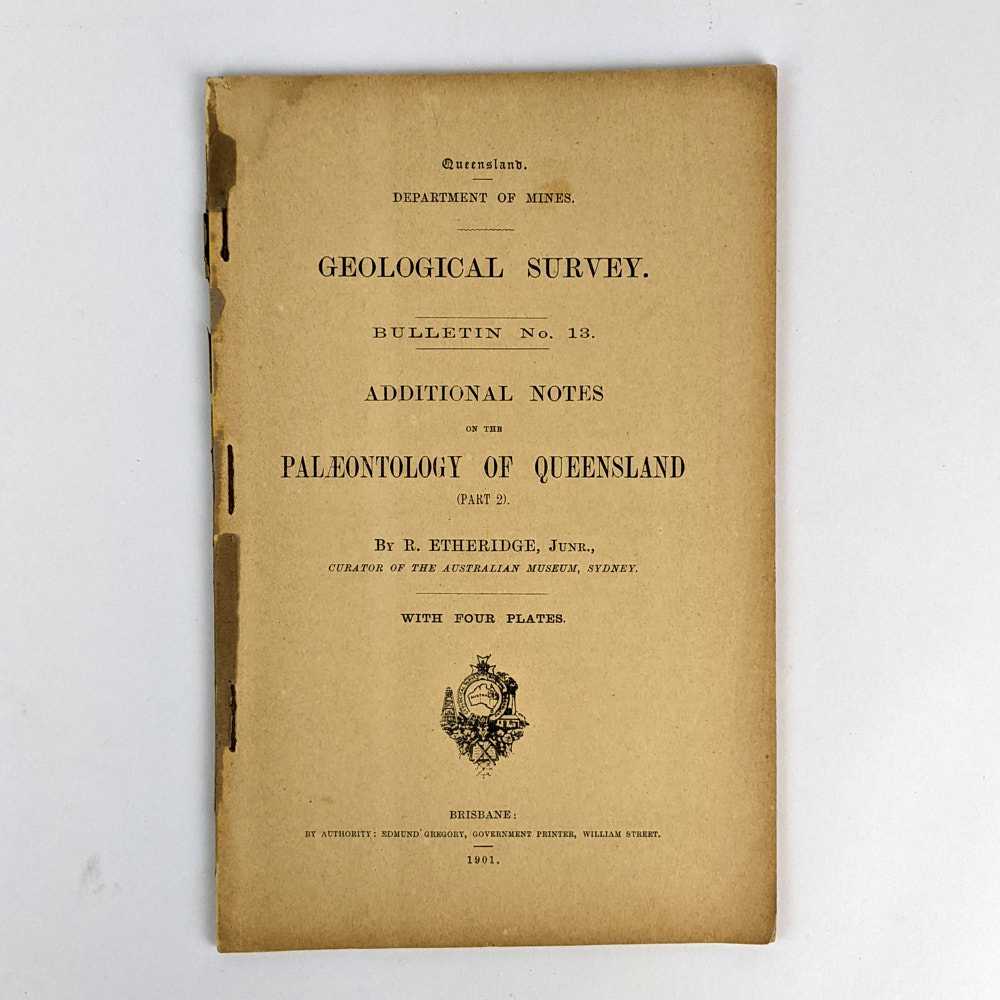 Queensland.
DEPARTMENT OF MINES.
GEOLOGICAL SURVEY.
BULLETIN No. 13.
ADDITIONAL NOTES
ON THE
PALÆONTOLOGY OF QUEENSLAND
(PART 2).
By R. ETHERIDGE, Junr.,
CURATOR OF THE AUSTRALIAN MUSEUM, SYDNEY.
WITH FOUR PLATES.
AUSTRALIA
BRISBANE:
BY AUTHORITY: EDMUND GREGORY, GOVERNMENT PRINTER, WILLIAM STREET.
1901.